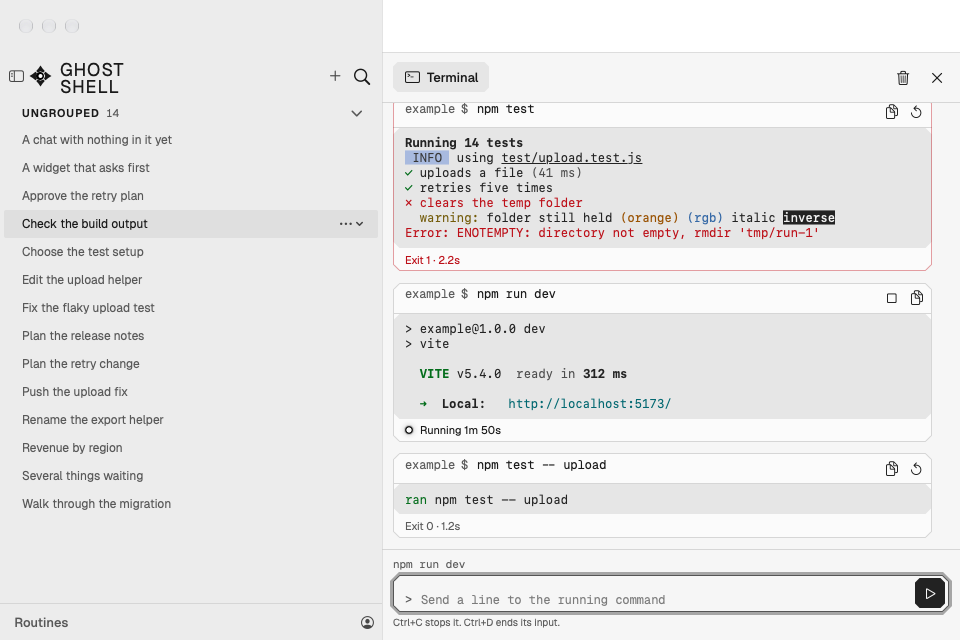 GHOST
SHELL
UNGROUPED 14
A chat with nothing in it yet
A widget that asks first
Approve the retry plan
Check the build output
Choose the test setup
Edit the upload helper
Fix the flaky upload test
Plan the release notes
Plan the retry change
Push the upload fix
Rename the export helper
Revenue by region
Several things waiting
Walk through the migration
Routines
Terminal
example $ npm test
Running 14 tests
INFO using test/upload.test.js
✓ uploads a file (41 ms)
✓ retries five times
× clears the temp folder
warning: folder still held (orange) (rgb) italic inverse
Error: ENOTEMPTY: directory not empty, rmdir 'tmp/run-1'
Exit 1 · 2.2s
example $ npm run dev
> example@1.0.0 dev
> vite
VITE v5.4.0 ready in 312 ms
➜ Local: http://localhost:5173/
Running 1m 50s
example $ npm test -- upload
ran npm test -- upload
Exit 0 · 1.2s
npm run dev
> Send a line to the running command
Ctrl+C stops it. Ctrl+D ends its input.